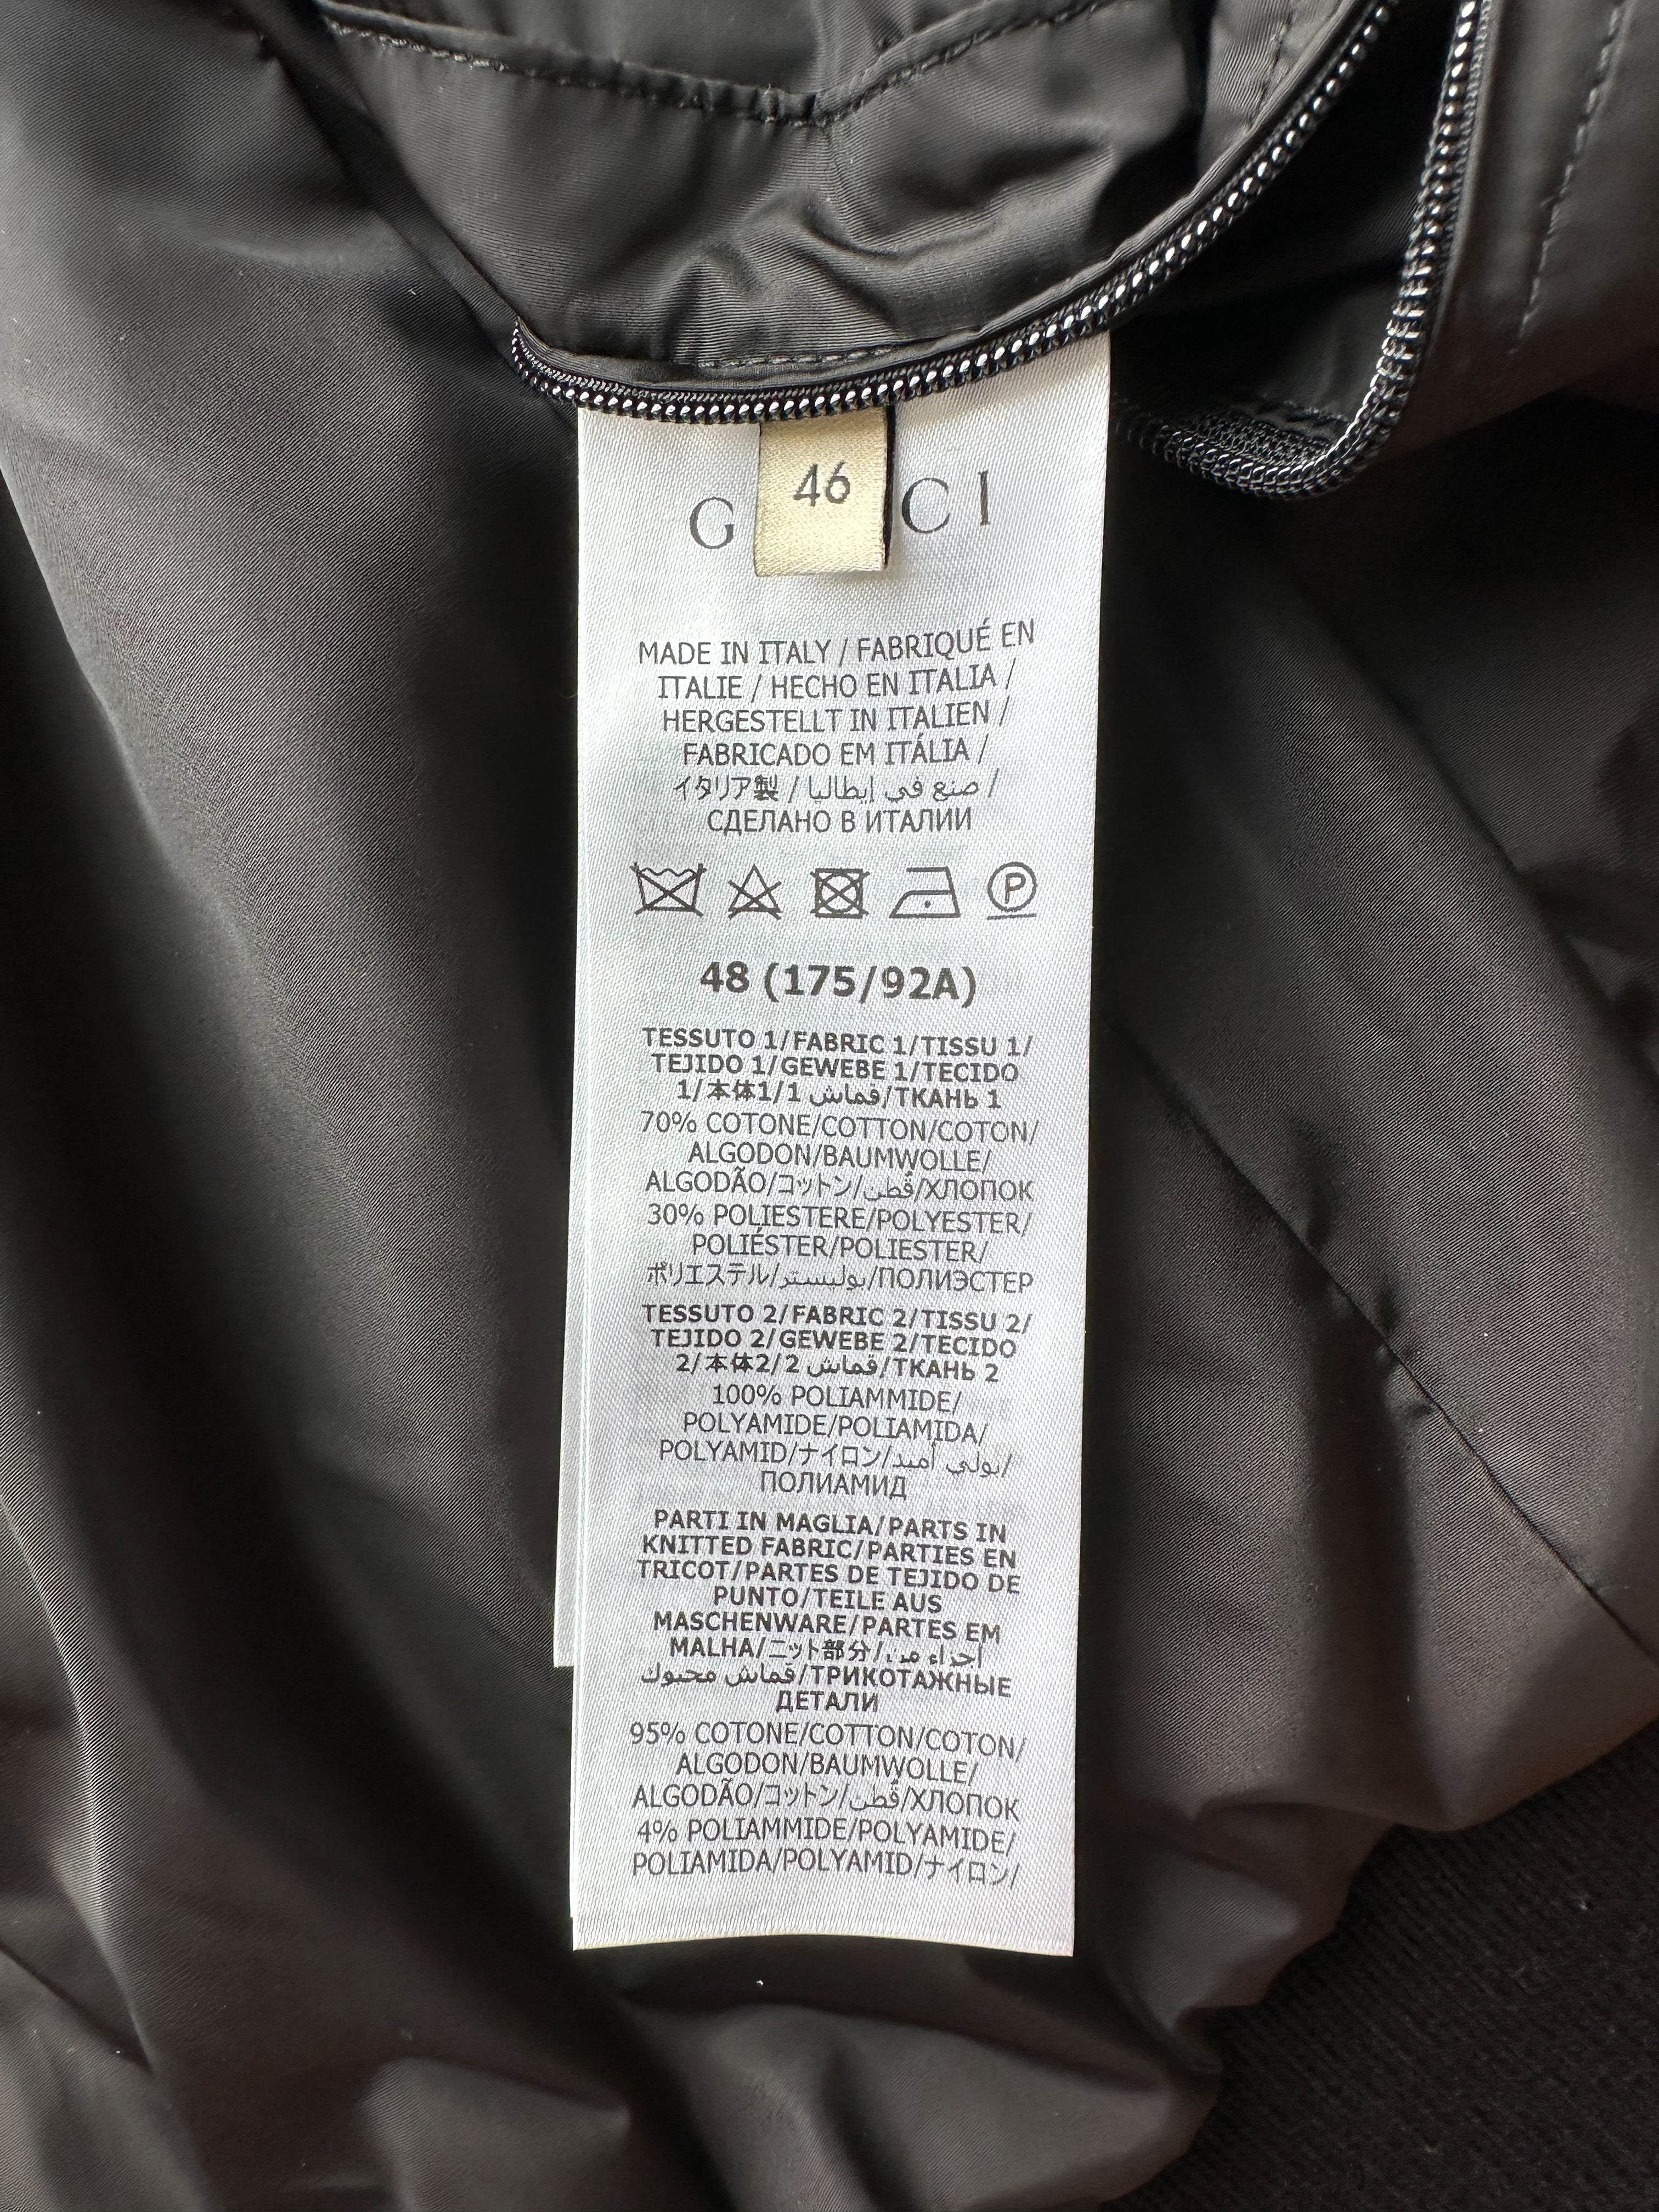 46
G CCI
MADE IN ITALY / FABRIQUÉ EN
ITALIE / HECHO EN ITALIA /
HERGESTELLT IN ITALIEN /
FABRICADO EM ITÁLIA /
イタリア製 / صنع في إيطاليا /
СДЕЛАНО В ИТАЛИИ
P
48 (175/92A)
TESSUTO 1/FABRIC 1/TISSU 1/
TEJIDO 1/GEWEBE 1/TECIDO
1/本体1/1 قماش/ТКАНЬ 1
70% COTONE/COTTON/COTON/
ALGODON/BAUMWOLLE/
ALGODÃO/コットン/قطن/ХЛОПОК
30% POLIESTERE/POLYESTER/
POLIÉSTER/POLIESTER/
ポリエステル/بوليستر/ПОЛИЭСТЕР
TESSUTO 2/FABRIC 2/TISSU 2/
TEJIDO 2/GEWEBE 2/TECIDO
2/本体2/2 قماش/ТКАНЬ 2
100% POLIAMMIDE/
POLYAMIDE/POLIAMIDA/
POLYAMID/ナイロン/بولي أميد/
ПОЛИАМИД
PARTI IN MAGLIA/PARTS IN
KNITTED FABRIC/PARTIES EN
TRICOT/PARTES DE TEJIDO DE
PUNTO/TEILE AUS
MASCHENWARE/PARTES EM
MALHA/ニット部分/أجزاء من
قماش محبوك/ТРИКОТАЖНЫЕ
ДЕТАЛИ
95% COTONE/COTTON/COTON/
ALGODON/BAUMWOLLE/
ALGODÃO/コットン/قطن/ХЛОПОК
4% POLIAMMIDE/POLYAMIDE/
POLIAMIDA/POLYAMID/ナイロン/